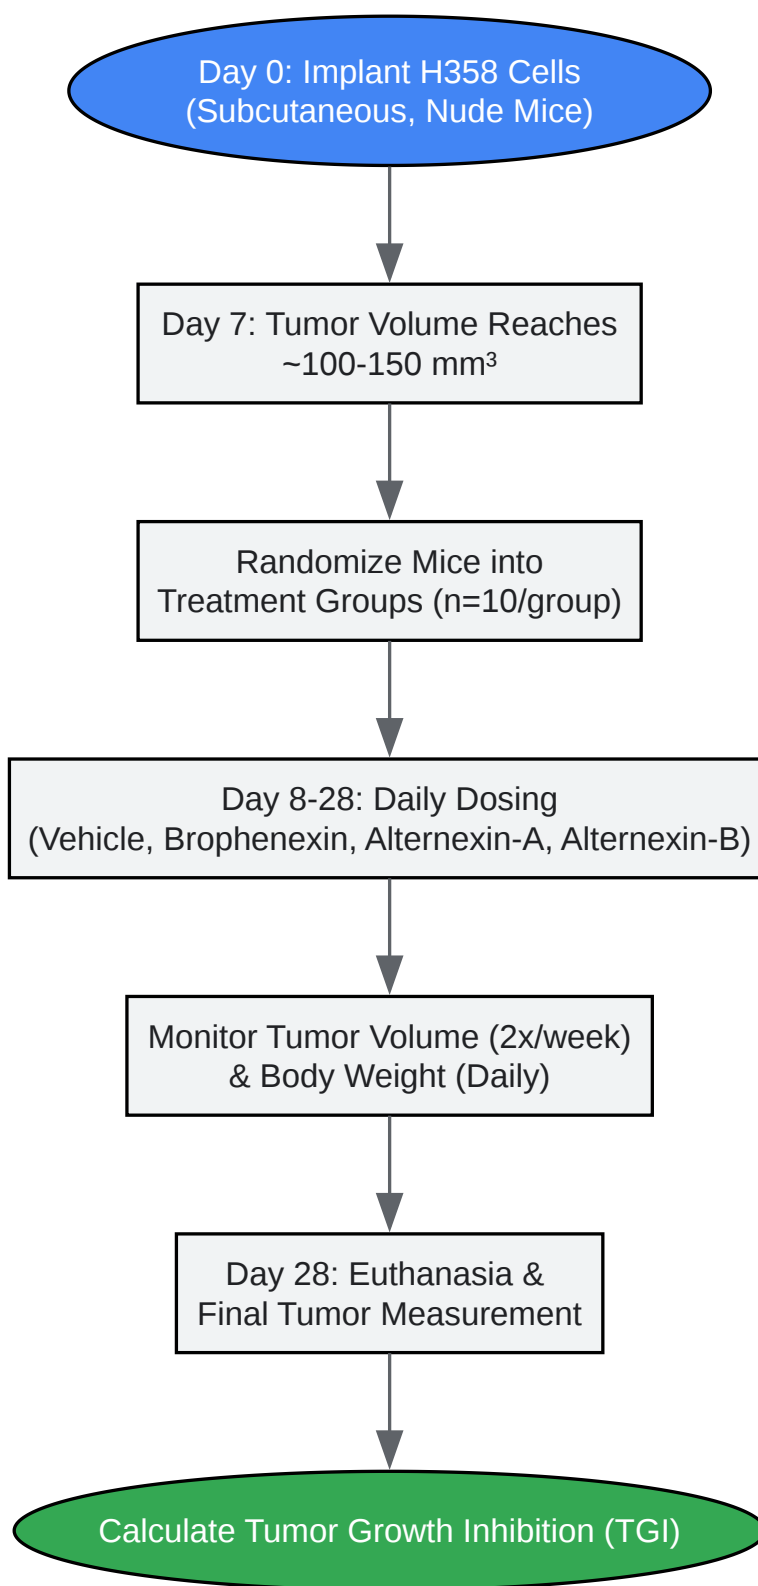 Day 0: Implant H358 Cells
(Subcutaneous, Nude Mice)
Day 7: Tumor Volume Reaches
~100-150 mm³
Randomize Mice into
Treatment Groups (n=10/group)
Day 8-28: Daily Dosing
(Vehicle, Brophenexin, Alternexin-A, Alternexin-B)
Monitor Tumor Volume (2x/week)
& Body Weight (Daily)
Day 28: Euthanasia &
Final Tumor Measurement
Calculate Tumor Growth Inhibition (TGI)